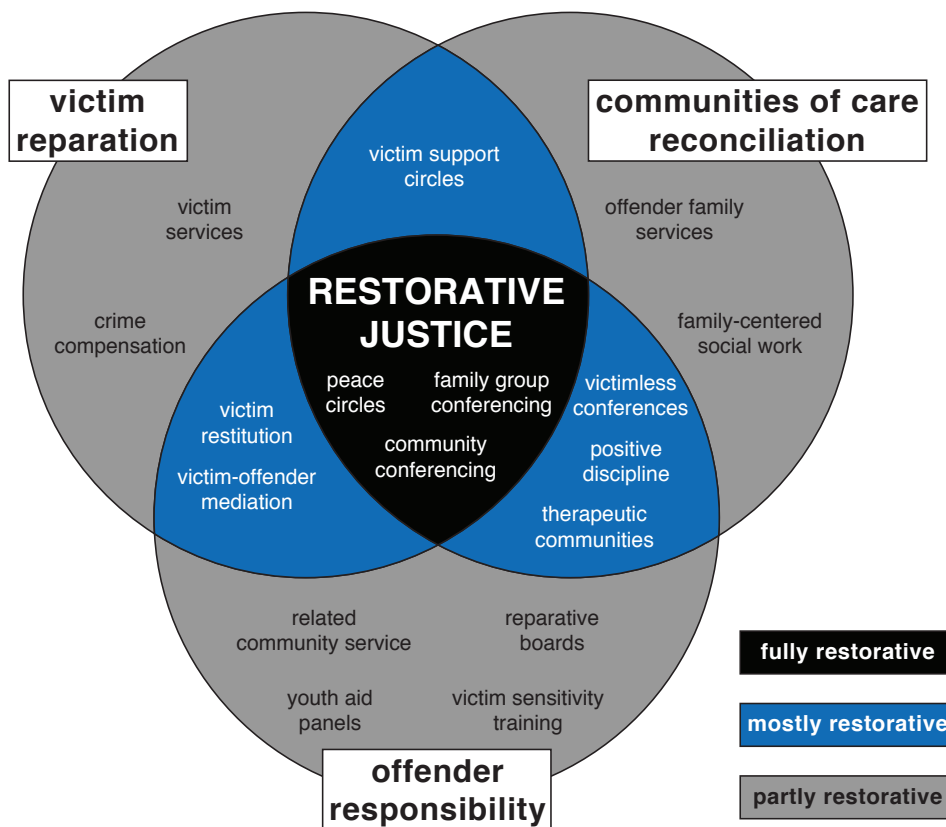 victim
reparation
communities of care
reconciliation
victim support
circles
victim
services
offender family
services
RESTORATIVE
JUSTICE
crime
compensation
family-centered
social work
peace
circles
family group
conferencing
victimless
conferences
community
conferencing
victim
restitution
positive
discipline
victim-offender
mediation
therapeutic
communities
related
community service
reparative
boards
youth aid
panels
victim sensitivity
training
offender
responsibility
fully restorative
mostly restorative
partly restorative